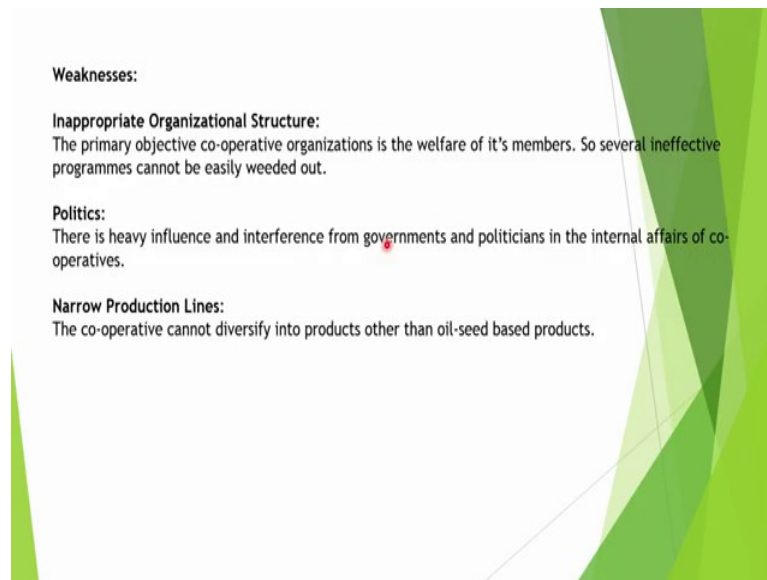 Weaknesses:
Inappropriate Organizational Structure:
The primary objective co-operative organizations is the welfare of it's members. So several ineffective
programmes cannot be easily weeded out.
Politics:
There is heavy influence and interference from governments and politicians in the internal affairs of co-
operatives.
Narrow Production Lines:
The co-operative cannot diversify into products other than oil-seed based products.